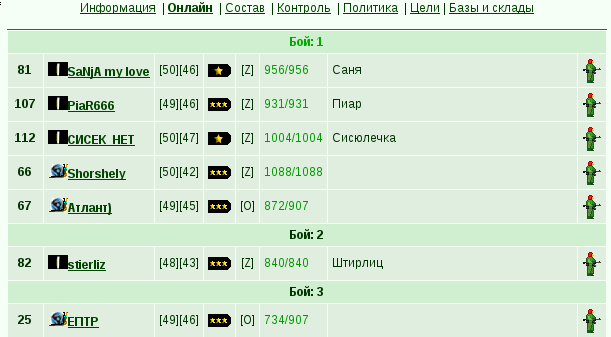 Информация | Онлайн | Состав | Контроль | Политика | Цели | Базы и склады
Бой: 1
81 SaNjA my love [50][46] [Z] 956/956 Саня
107 PiaR666 [49][46] [Z] 931/931 Пиар
112 СИСЕК_НЕТ [50][47] [Z] 1004/1004 Сисюлечка
66 Shorshely [50][42] [Z] 1088/1088
67 Атлант) [49][45] [O] 872/907
Бой: 2
82 stierliz [48][43] [Z] 840/840 Штирлиц
Бой: 3
25 ЕПТР [49][46] [O] 734/907